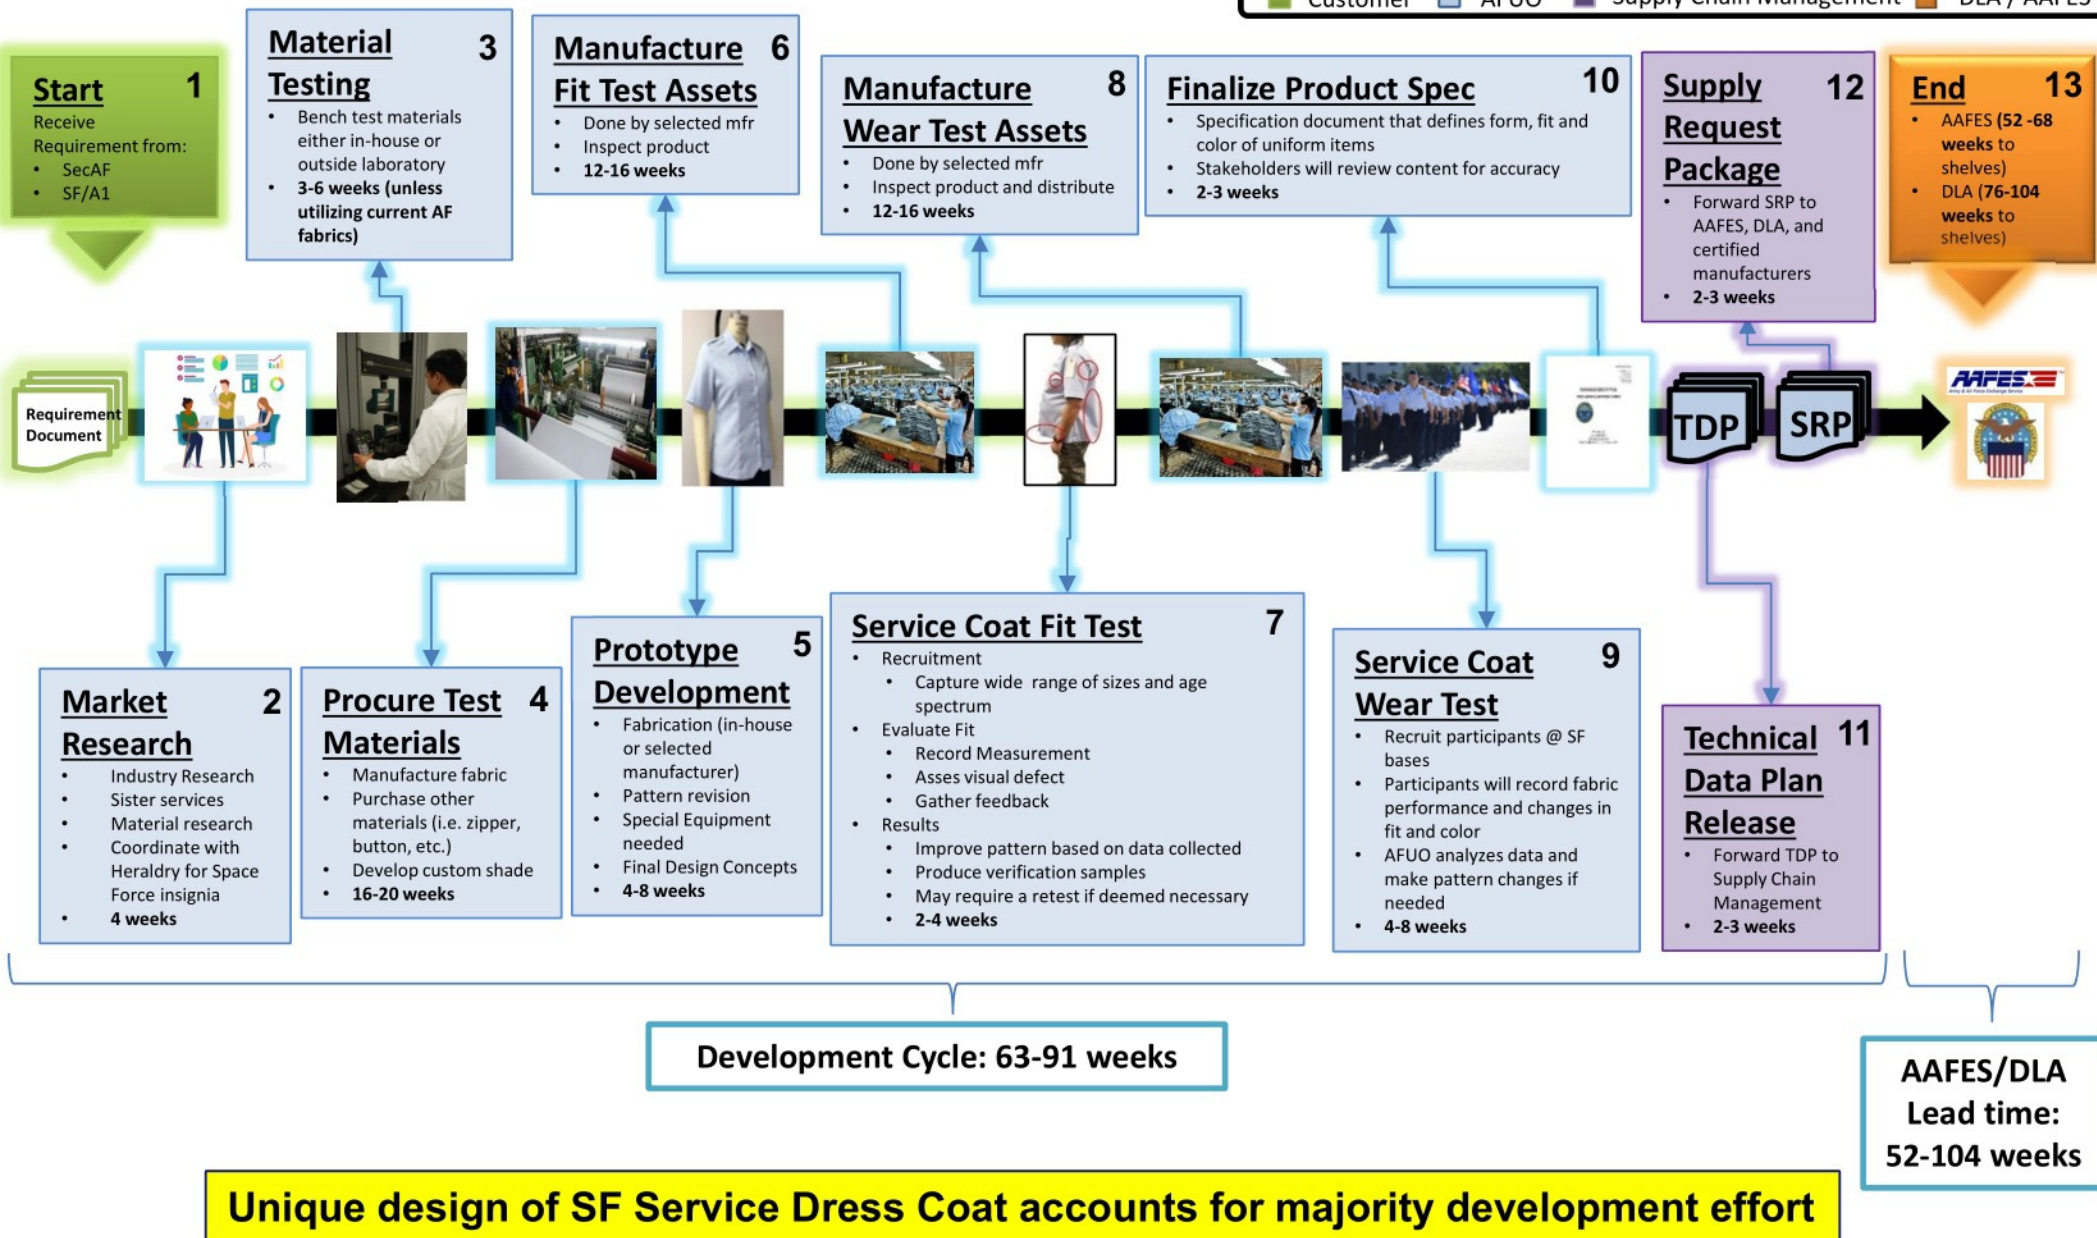 Customer AFUO Supply Chain Management DLA / AAFES
Start 1
Receive
Requirement from:
• SecAF
• SF/A1
Material 3
Testing
• Bench test materials
either in-house or
outside laboratory
• 3-6 weeks (unless
utilizing current AF
fabrics)
Manufacture 6
Fit Test Assets
• Done by selected mfr
• Inspect product
• 12-16 weeks
Manufacture 8
Wear Test Assets
• Done by selected mfr
• Inspect product and distribute
• 12-16 weeks
Finalize Product Spec 10
• Specification document that defines form, fit and
color of uniform items
• Stakeholders will review content for accuracy
• 2-3 weeks
Supply 12
Request
Package
• Forward SRP to
AAFES, DLA, and
certified
manufacturers
• 2-3 weeks
End 13
• AAFES (52 -68
weeks to
shelves)
• DLA (76-104
weeks to
shelves)
Requirement
Document
TDP
SRP
AAFES
Army & Air Force Exchange Service
Market 2
Research
• Industry Research
• Sister services
• Material research
• Coordinate with
Heraldry for Space
Force insignia
• 4 weeks
Procure Test 4
Materials
• Manufacture fabric
• Purchase other
materials (i.e. zipper,
button, etc.)
• Develop custom shade
• 16-20 weeks
Prototype 5
Development
• Fabrication (in-house
or selected
manufacturer)
• Pattern revision
• Special Equipment
needed
• Final Design Concepts
• 4-8 weeks
Service Coat Fit Test 7
• Recruitment
• Capture wide range of sizes and age
spectrum
• Evaluate Fit
• Record Measurement
• Asses visual defect
• Gather feedback
• Results
• Improve pattern based on data collected
• Produce verification samples
• May require a retest if deemed necessary
• 2-4 weeks
Service Coat 9
Wear Test
• Recruit participants @ SF
bases
• Participants will record fabric
performance and changes in
fit and color
• AFUO analyzes data and
make pattern changes if
needed
• 4-8 weeks
Technical 11
Data Plan
Release
• Forward TDP to
Supply Chain
Management
• 2-3 weeks
Development Cycle: 63-91 weeks
AAFES/DLA
Lead time:
52-104 weeks
Unique design of SF Service Dress Coat accounts for majority development effort